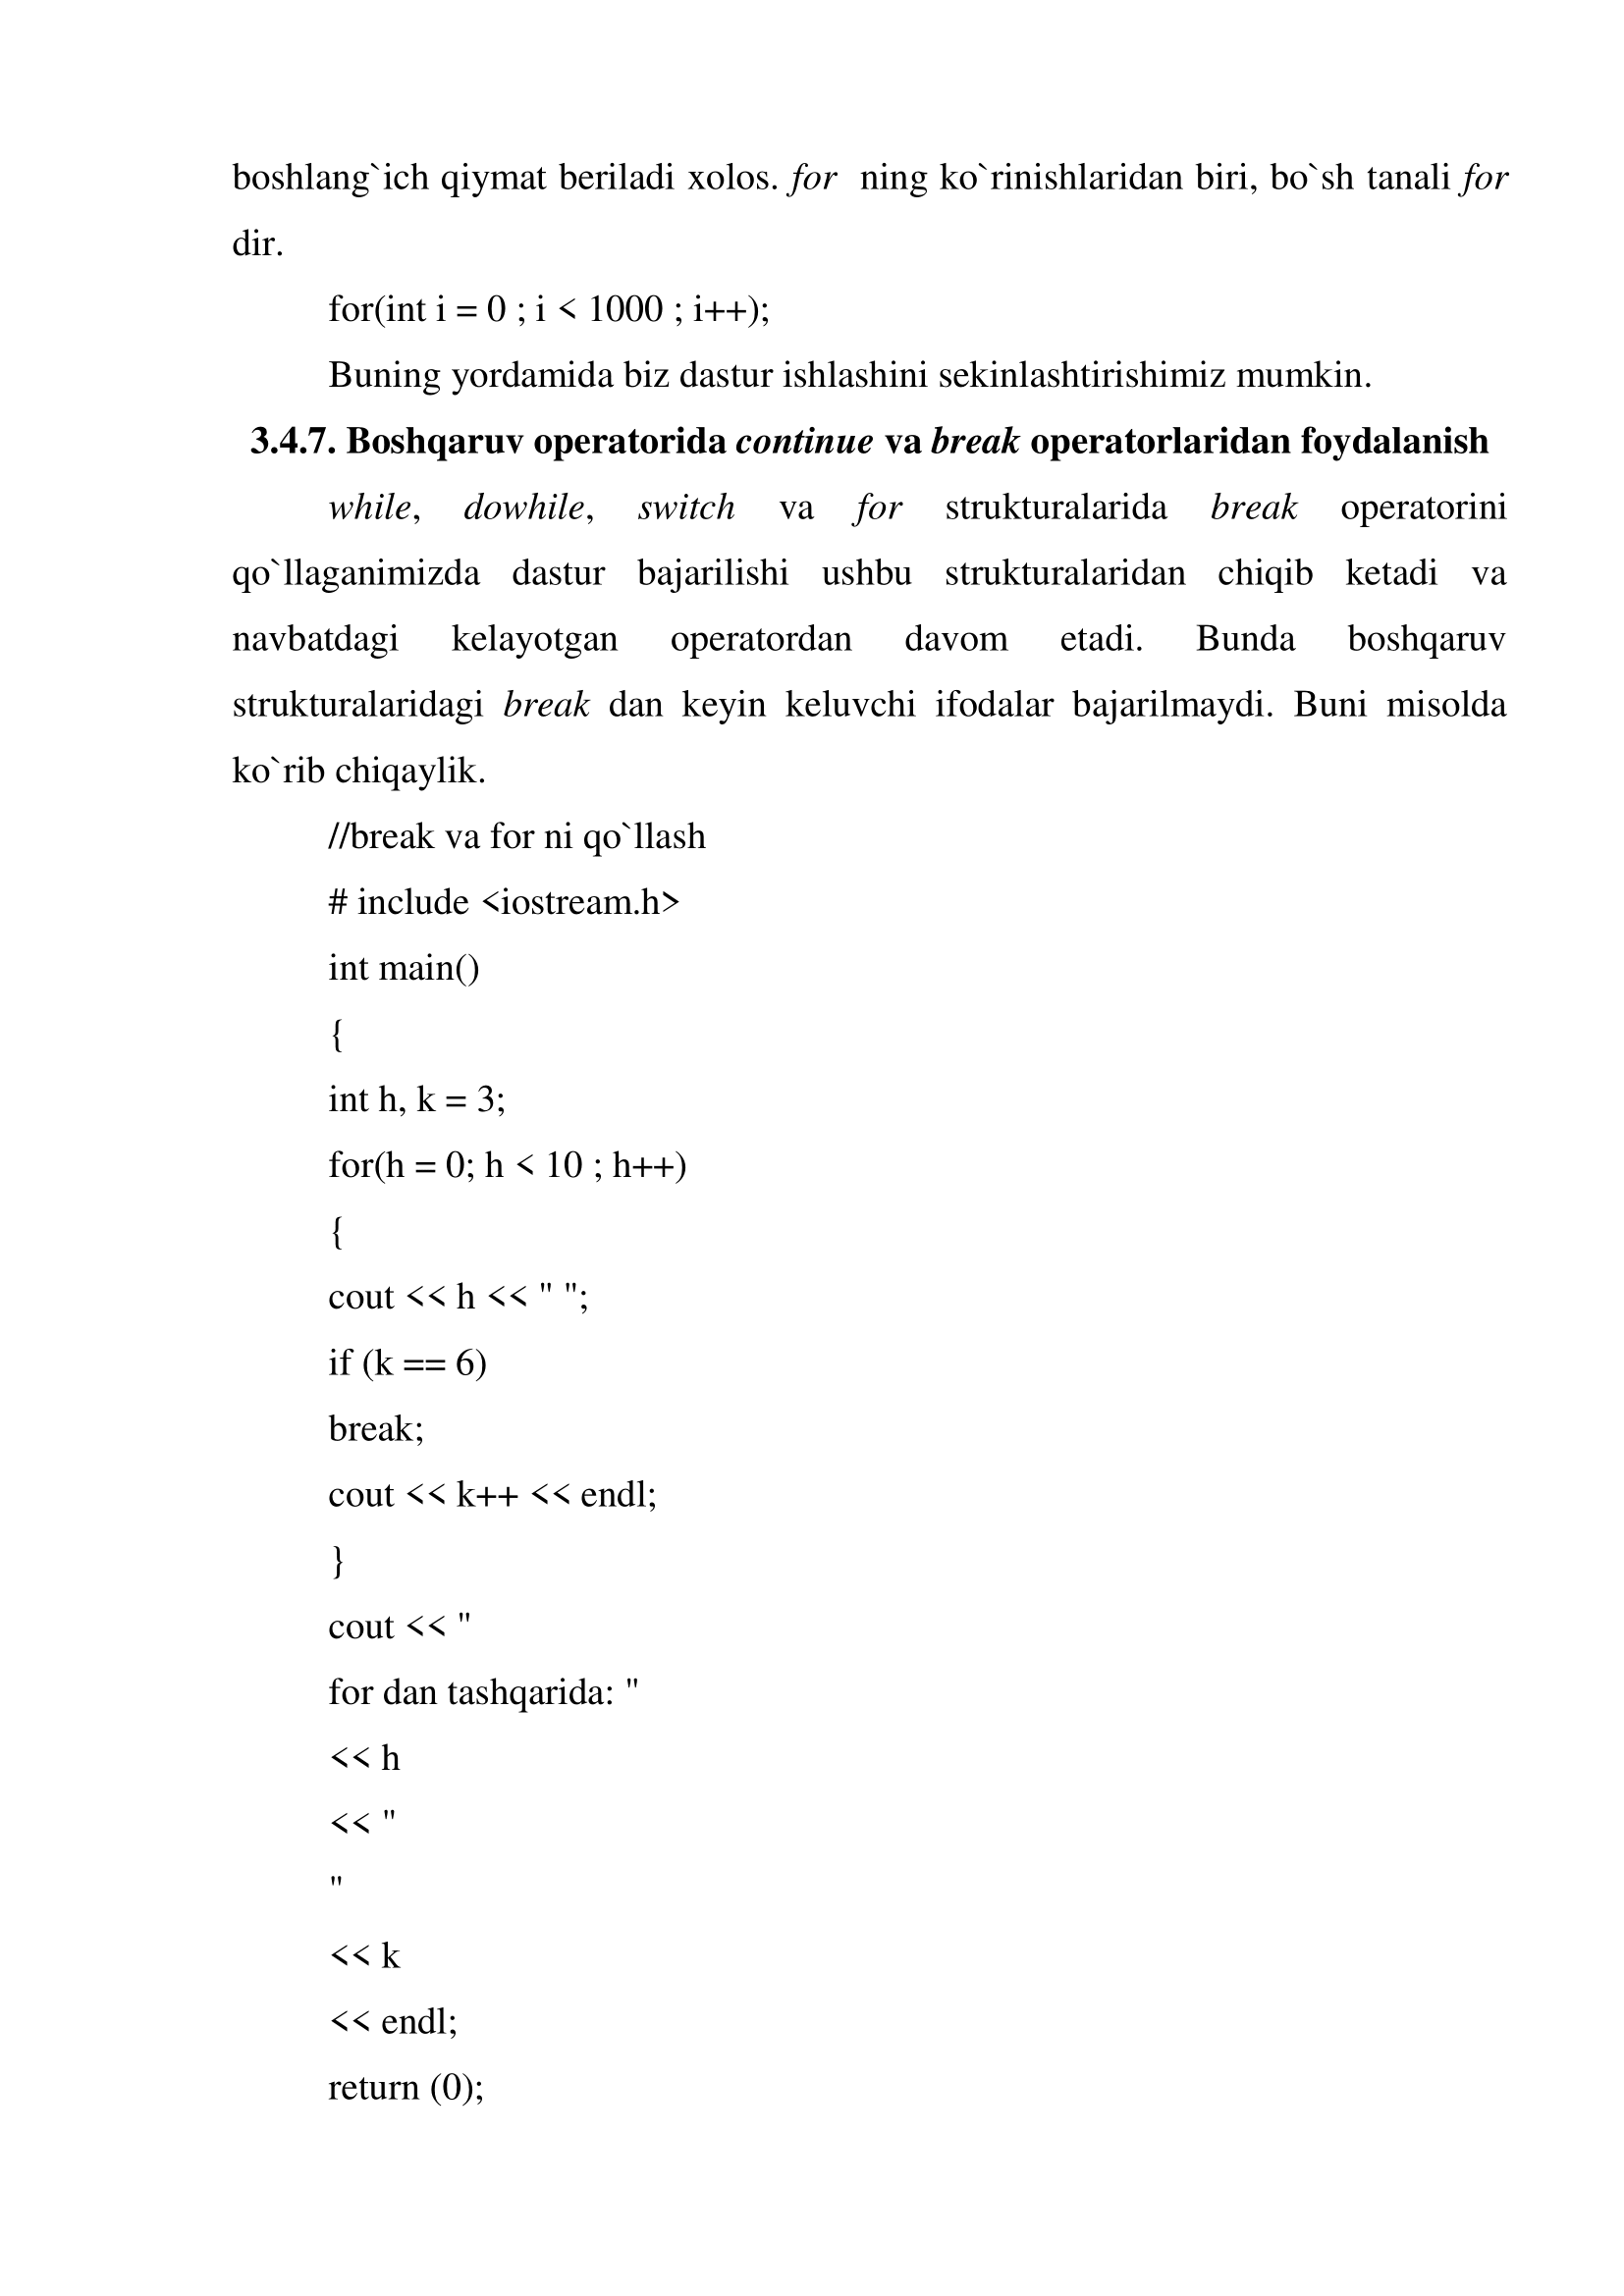 boshlang`ich qiymat beriladi xolos. for ning ko`rinishlaridan biri, bo`sh tanali for
dir.
for(int i = 0 ; i < 1000 ; i++);
Buning yordamida biz dastur ishlashini sekinlashtirishimiz mumkin.
3.4.7. Boshqaruv operatorida continue va break operatorlaridan foydalanish
while, dowhile, switch va for strukturalarida break operatorini
qo`llaganimizda dastur bajarilishi ushbu strukturalaridan chiqib ketadi va
navbatdagi kelayotgan operatordan davom etadi. Bunda boshqaruv
strukturalaridagi break dan keyin keluvchi ifodalar bajarilmaydi. Buni misolda
ko`rib chiqaylik.
//break va for ni qo`llash
# include <iostream.h>
int main()
{
int h, k = 3;
for(h = 0; h < 10 ; h++)
{
cout << h << " ";
if (k == 6)
break;
cout << k++ << endl;
}
cout << "
for dan tashqarida: "
<< h
<< "
"
<< k
<< endl;
return (0);